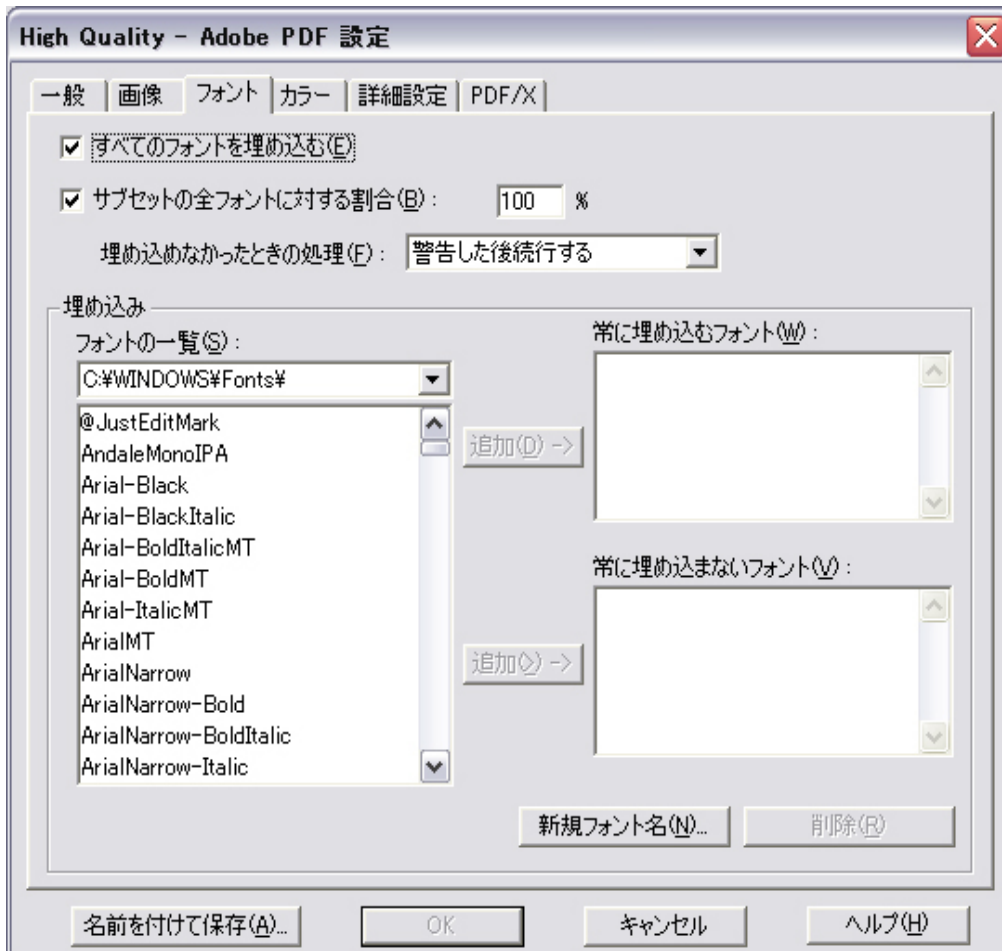 High Quality - Adobe PDF 設定
一般 画像 フォント カラー 詳細設定 PDF/X
すべてのフォントを埋め込む(E)
サブセットの全フォントに対する割合(B): 100 %
埋め込めなかったときの処理(F): 警告した後続行する
埋め込み
フォントの一覧(S):
C:¥WINDOWS¥Fonts¥
@JustEditMark
AndaleMonoIPA
Arial-Black
Arial-BlackItalic
Arial-BoldItalicMT
Arial-BoldMT
Arial-ItalicMT
ArialMT
ArialNarrow
ArialNarrow-Bold
ArialNarrow-BoldItalic
ArialNarrow-Italic
追加(D) ->
追加(>) ->
常に埋め込むフォント(W):
常に埋め込まないフォント(V):
新規フォント名(N)... 削除(R)
名前を付けて保存(A)... OK キャンセル ヘルプ(H)